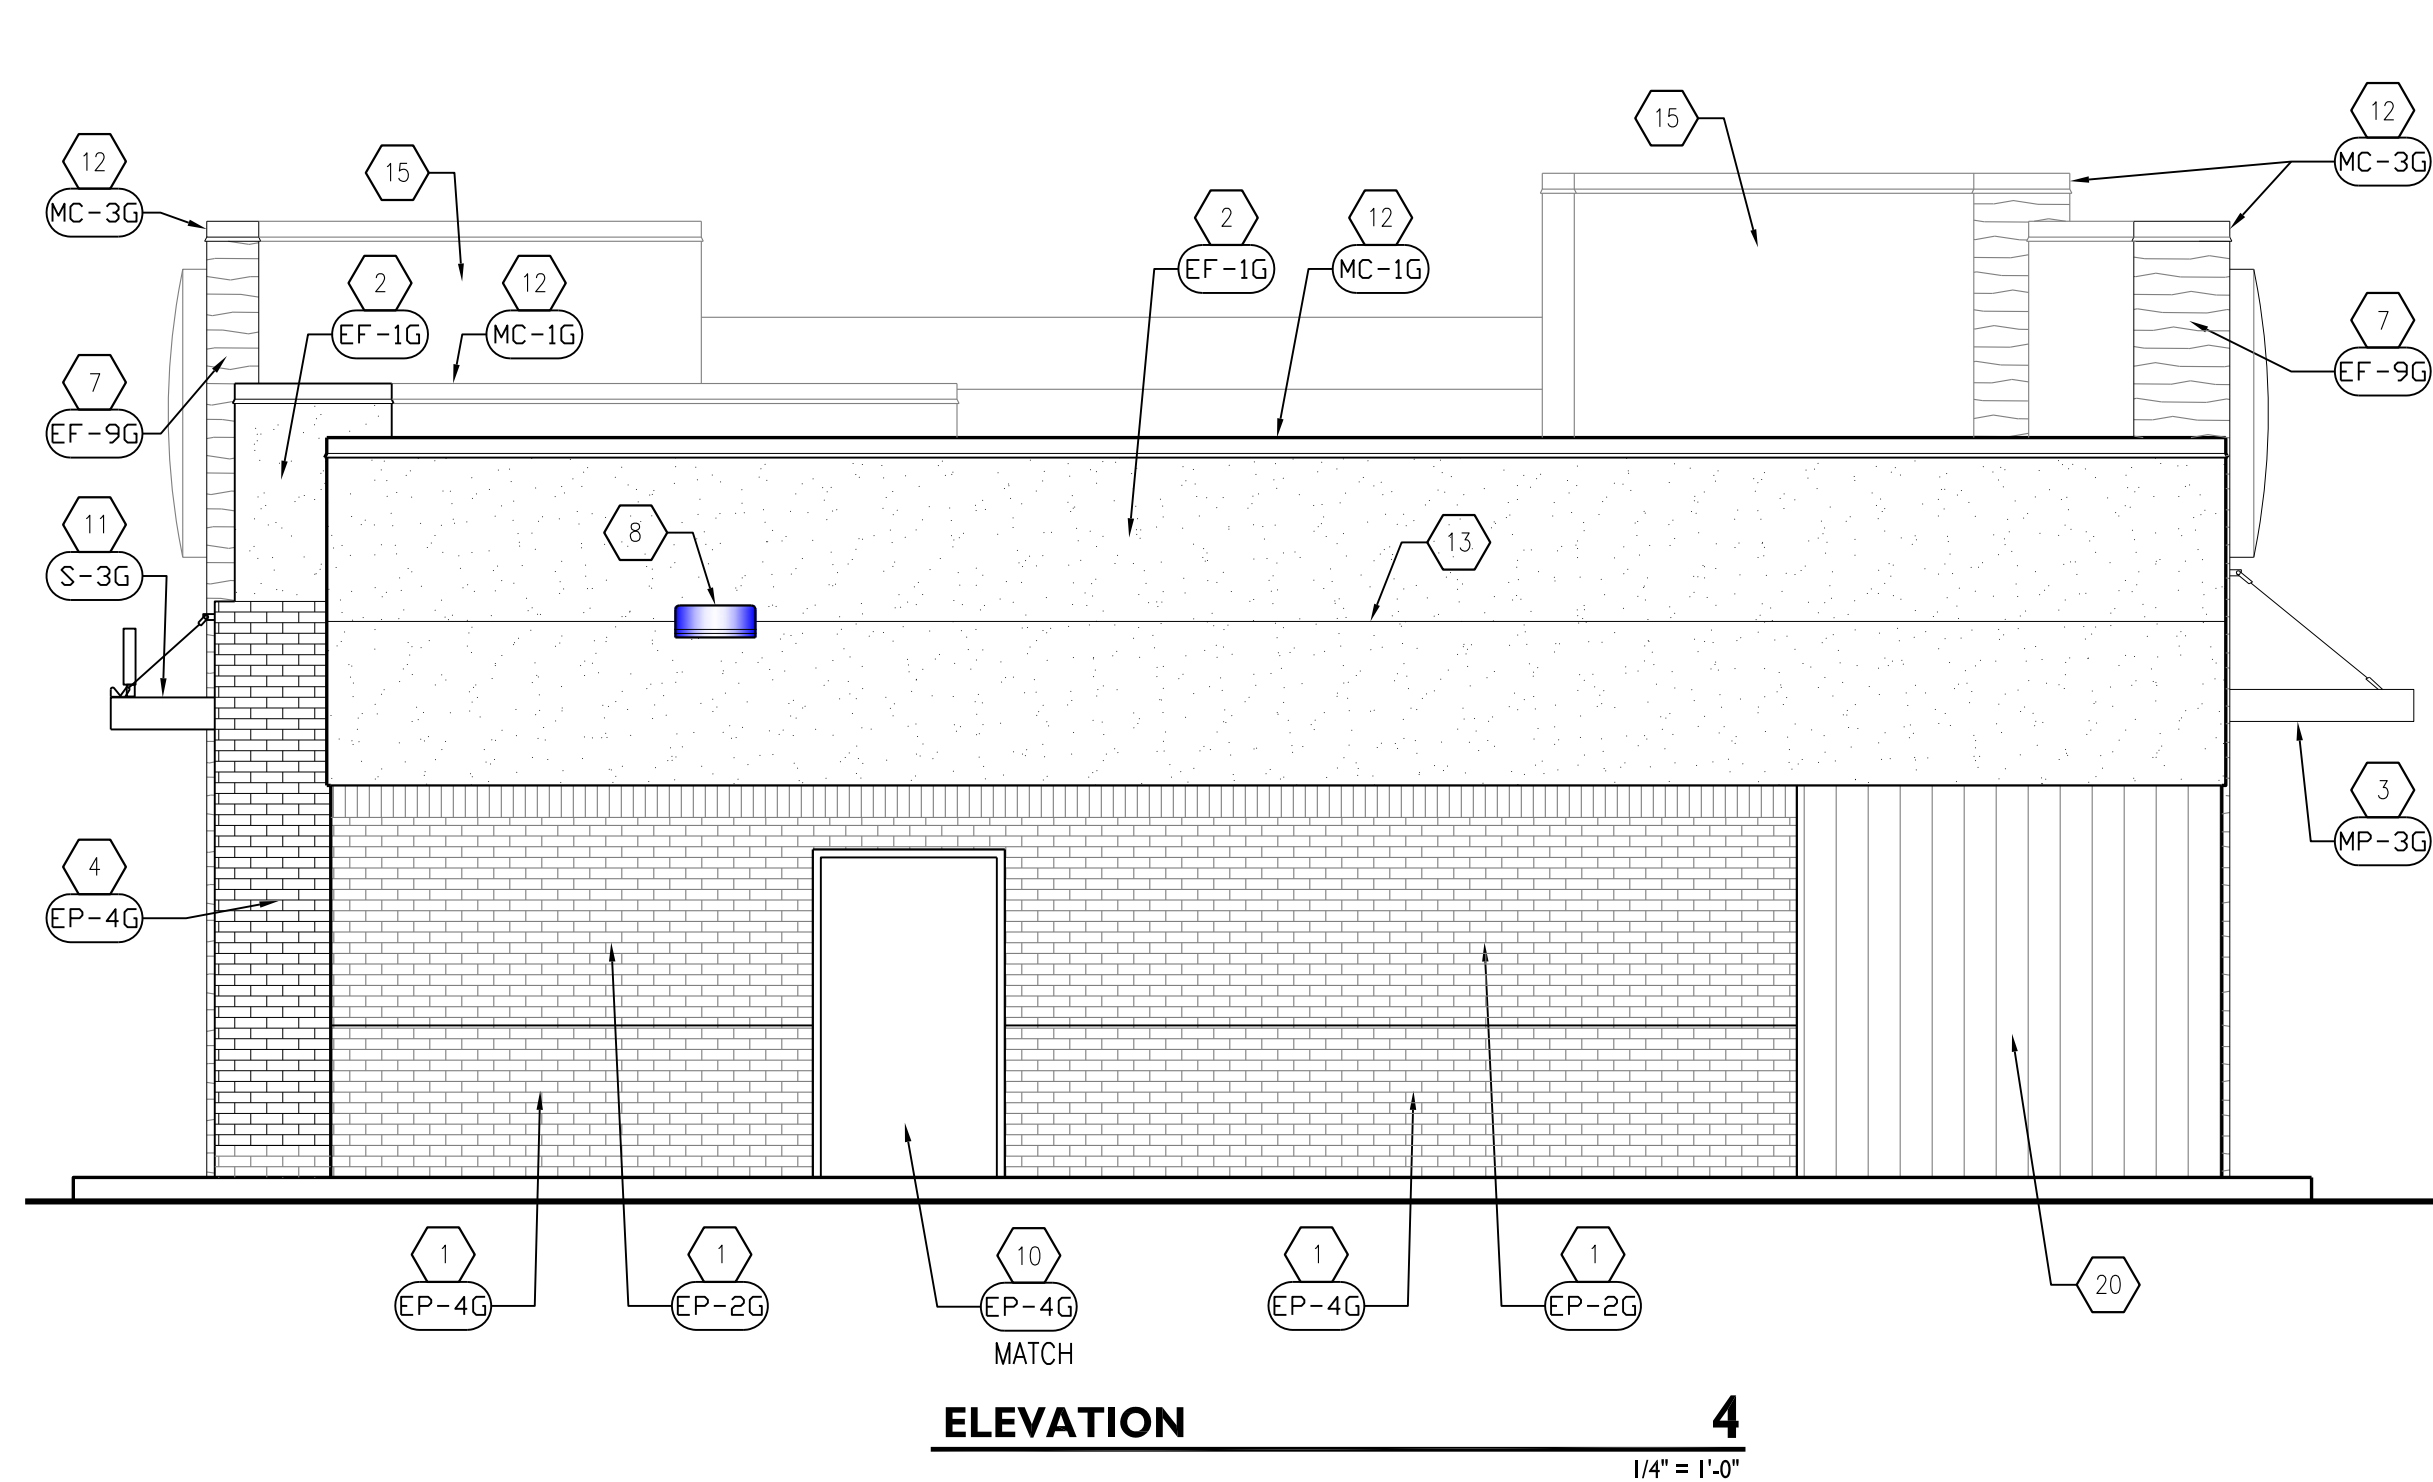 12
MC-3G
15
12
MC-3G
15
2
EF-1G
12
MC-1G
2
EF-1G
12
MC-1G
7
EF-9G
7
EF-9G
11
S-3G
8
13
3
MP-3G
4
EP-4G
1
EP-4G
1
EP-2G
10
EP-4G
MATCH
1
EP-4G
1
EP-2G
20
ELEVATION 4
1/4" = 1'-0"